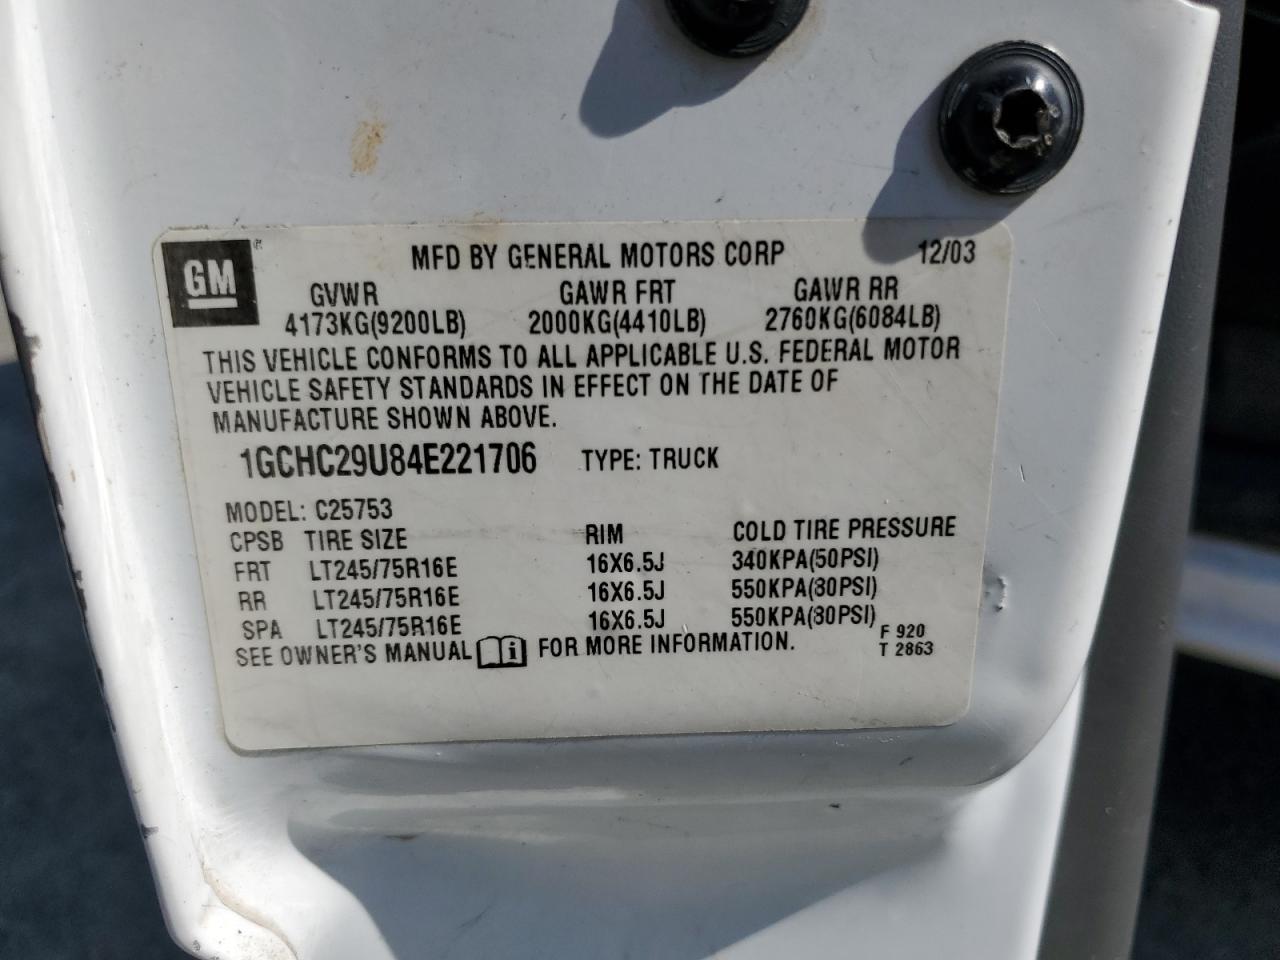 GM
MFD BY GENERAL MOTORS CORP 12/03
GVWR GAWR FRT GAWR RR
4173KG(9200LB) 2000KG(4410LB) 2760KG(6084LB)
THIS VEHICLE CONFORMS TO ALL APPLICABLE U.S. FEDERAL MOTOR
VEHICLE SAFETY STANDARDS IN EFFECT ON THE DATE OF
MANUFACTURE SHOWN ABOVE.
1GCHC29U84E221706 TYPE: TRUCK
MODEL: C25753
CPSB TIRE SIZE RIM COLD TIRE PRESSURE
FRT LT245/75R16E 16X6.5J 340KPA(50PSI)
RR LT245/75R16E 16X6.5J 550KPA(80PSI)
SPA LT245/75R16E 16X6.5J 550KPA(80PSI)
SEE OWNER'S MANUAL i FOR MORE INFORMATION.
F 920
T 2863